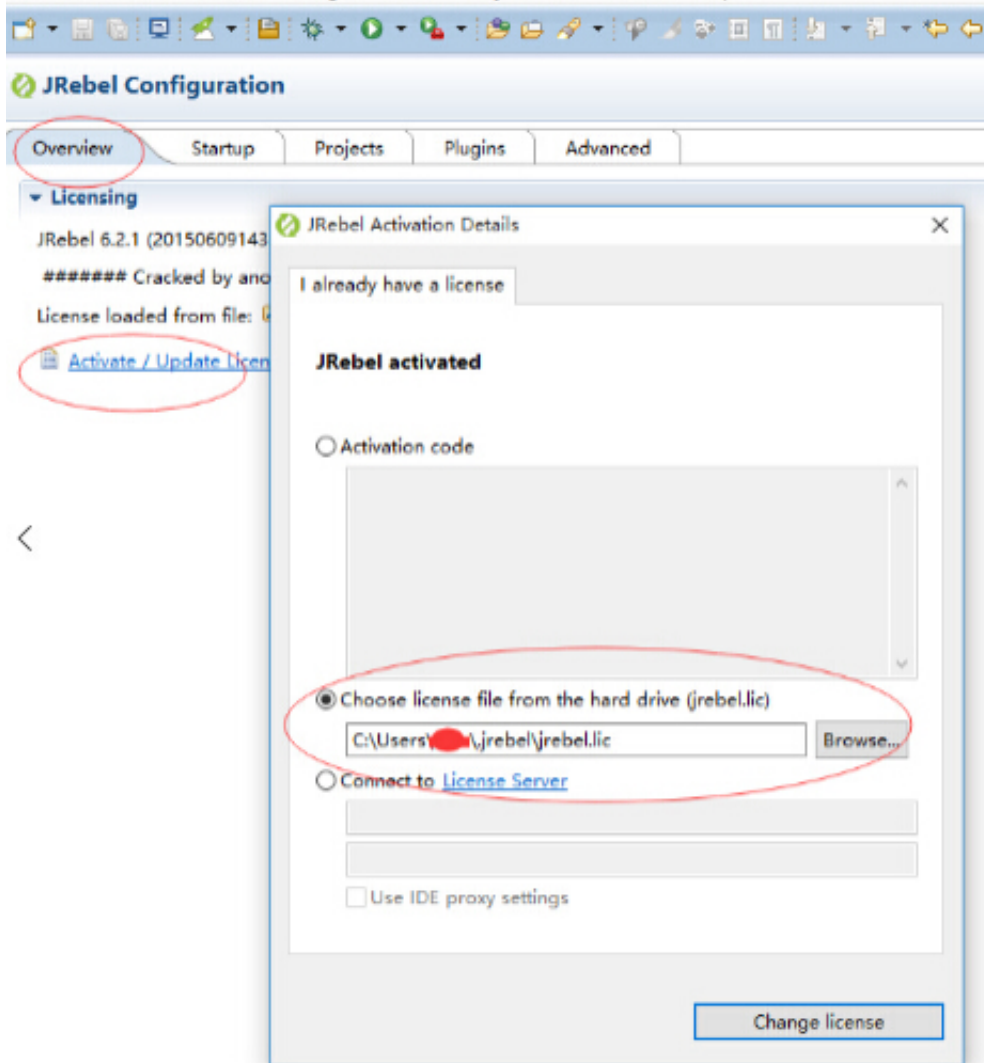 JRebel Configuration
Overview
Startup
Projects
Plugins
Advanced
Licensing
JRebel 6.2.1 (20150609143
####### Cracked by ano
License loaded from file:
Activate / Update Licen
JRebel Activation Details
I already have a license
JRebel activated
Activation code
Choose license file from the hard drive (jrebel.lic)
C:\Users\ \.jrebel\jrebel.lic
Browse...
Connect to License Server
Use IDE proxy settings
Change license